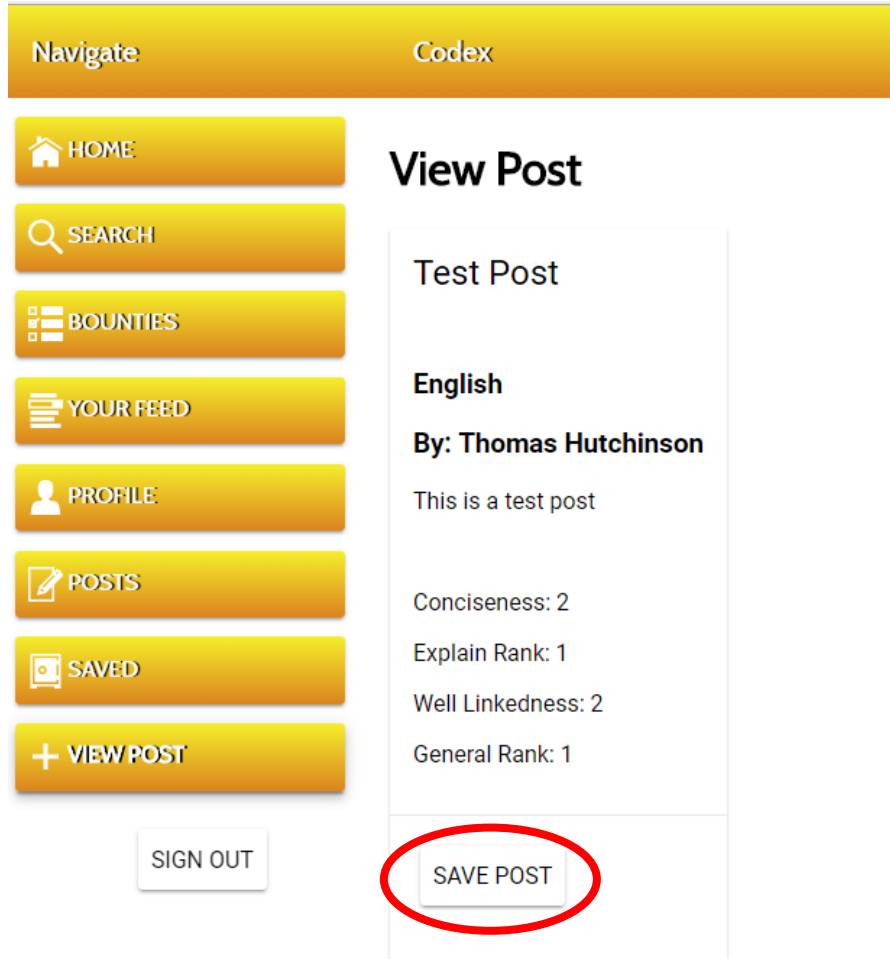 Navigate
Codex
HOME
SEARCH
BOUNTIES
YOUR FEED
PROFILE
POSTS
SAVED
VIEW POST
SIGN OUT
View Post
Test Post
English
By: Thomas Hutchinson
This is a test post
Conciseness: 2
Explain Rank: 1
Well Linkedness: 2
General Rank: 1
SAVE POST